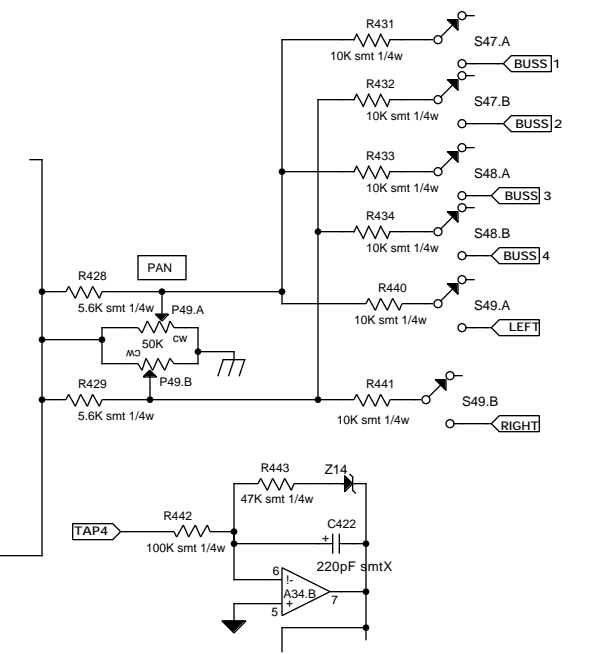 R431
10K smt 1/4w
S47.A
BUSS 1
R432
10K smt 1/4w
S47.B
BUSS 2
R433
10K smt 1/4w
S48.A
BUSS 3
R434
10K smt 1/4w
S48.B
BUSS 4
PAN
R428
5.6K smt 1/4w
P49.A
50K
cw
cw
P49.B
R440
10K smt 1/4w
S49.A
LEFT
R429
5.6K smt 1/4w
R441
10K smt 1/4w
S49.B
RIGHT
R443
47K smt 1/4w
Z14
TAP4
R442
100K smt 1/4w
C422
+
220pF smtX
6
!-
A34.B
+
5
7